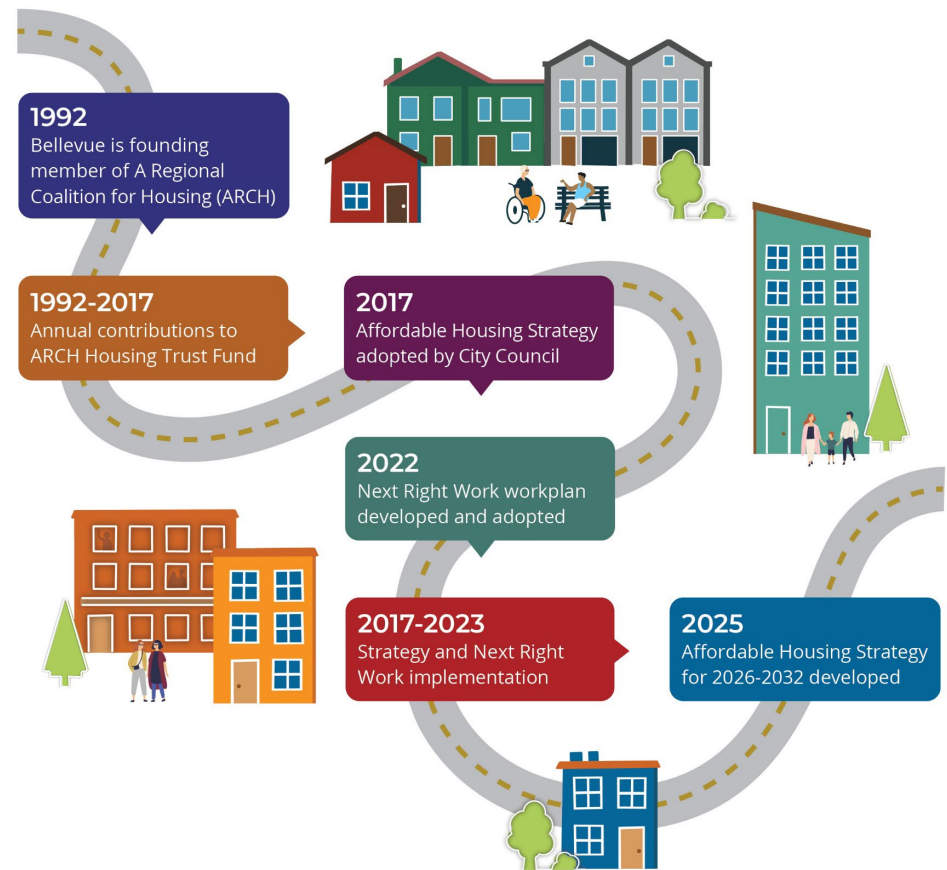 1992
Bellevue is founding
member of A Regional
Coalition for Housing (ARCH)
1992-2017
Annual contributions to
ARCH Housing Trust Fund
2017
Affordable Housing Strategy
adopted by City Council
2022
Next Right Work workplan
developed and adopted
2017-2023
Strategy and Next Right
Work implementation
2025
Affordable Housing Strategy
for 2026-2032 developed